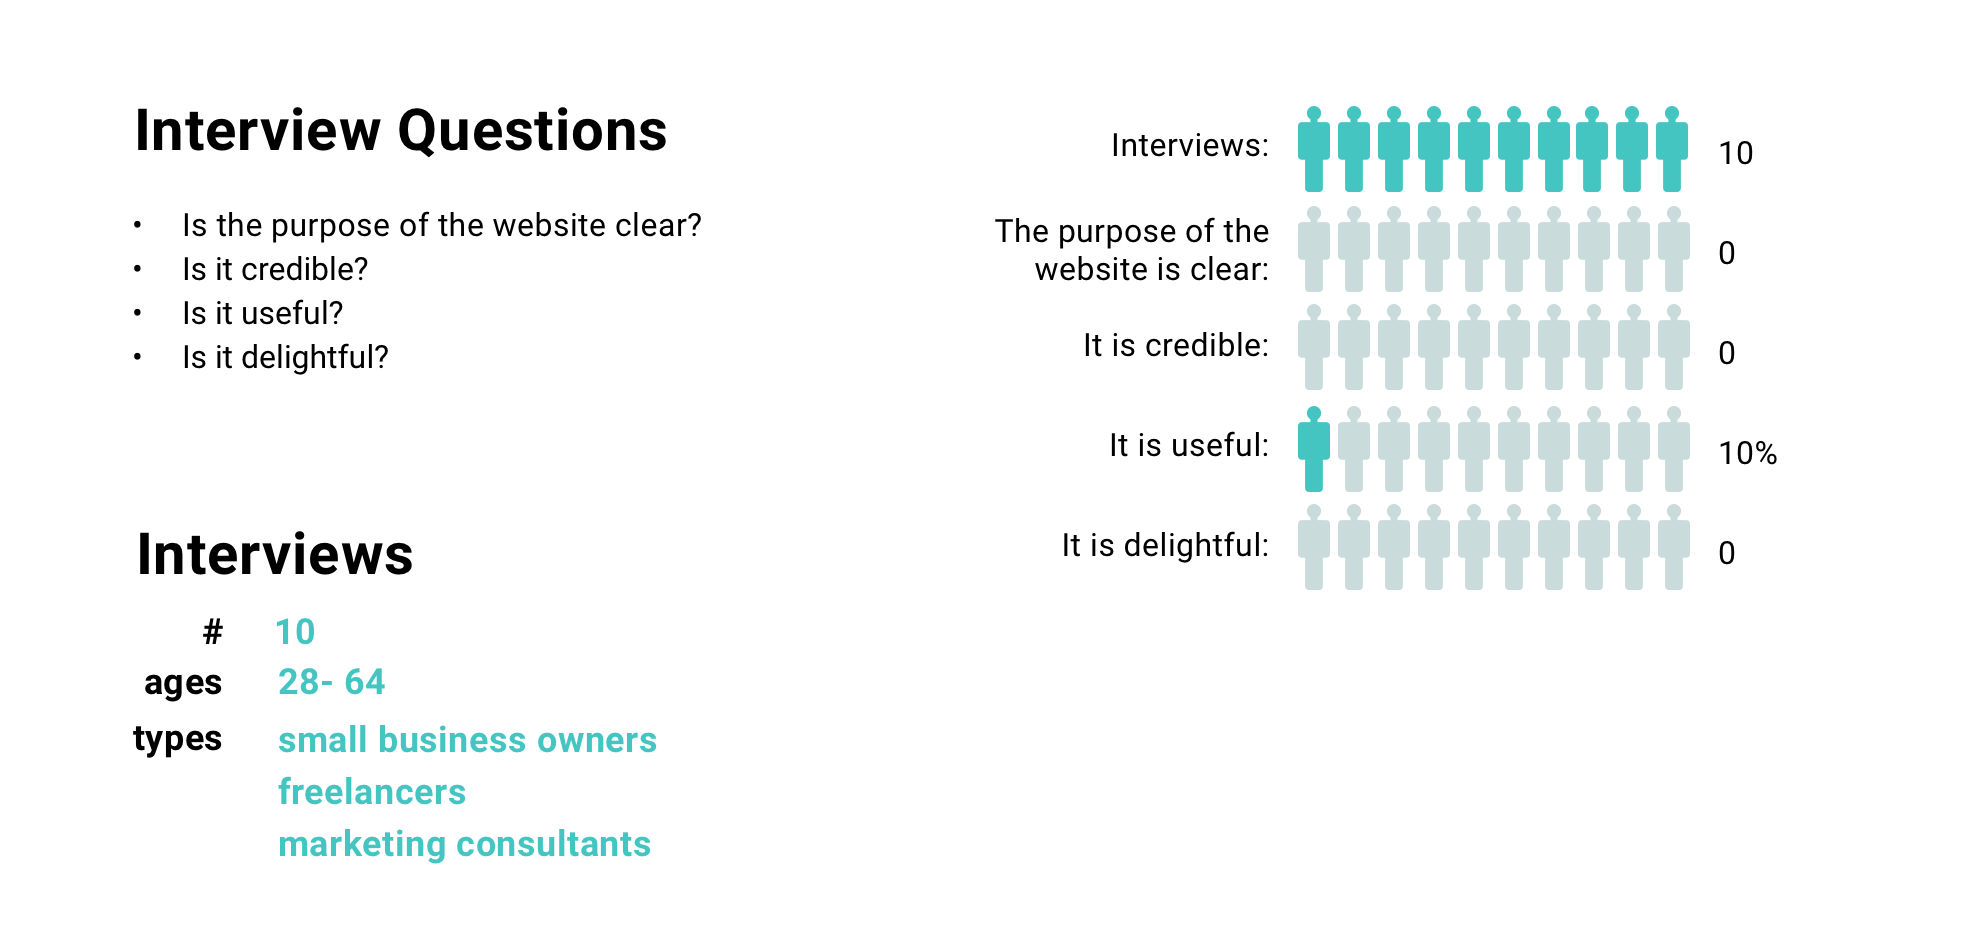 Interview Questions
• Is the purpose of the website clear?
• Is it credible?
• Is it useful?
• Is it delightful?
Interviews
# 10
ages 28- 64
types small business owners
freelancers
marketing consultants
Interviews: 10
The purpose of the
website is clear: 0
It is credible: 0
It is useful: 10%
It is delightful: 0